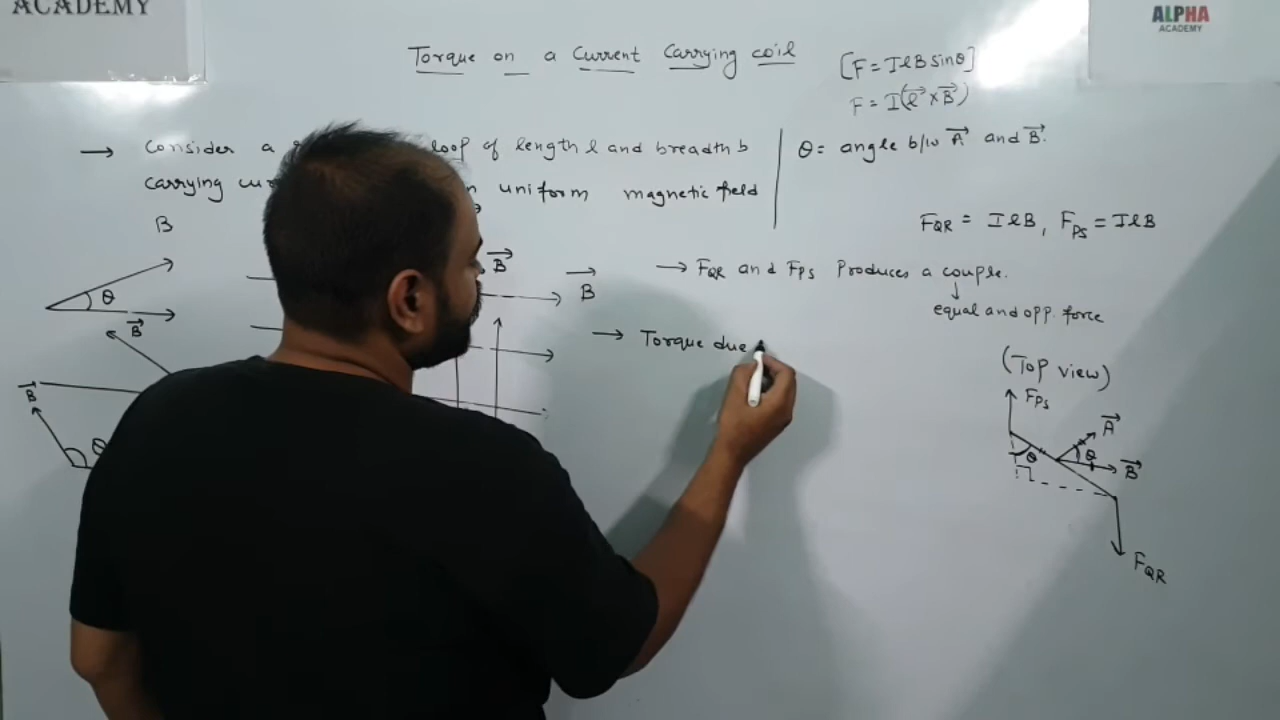 ACADEMY
ALPHA
ACADEMY
Torque on a Current Carrying coil
[F = IlB sinθ]
F = I(l⃗ × B⃗)
→ Consider a loop of length l and breadth b
carrying uniform magnetic field
θ = angle b/w A⃗ and B⃗.
F_QR = IlB, F_PS = IlB
→ F_QR and F_PS Produces a couple.
↓
equal and opp. force
→ Torque due
B
θ
B⃗
B⃗
B⃗
B⃗
θ
(Top view)
F_PS
A⃗
θ
θ
B⃗
F_QR